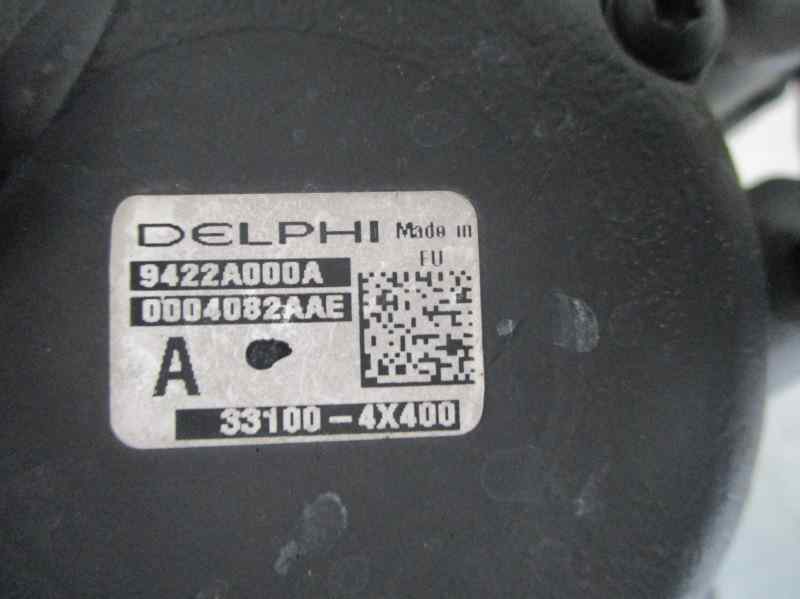 DELPHI Made in
EU
9422A000A
0004082AAE
A
33100-4X400